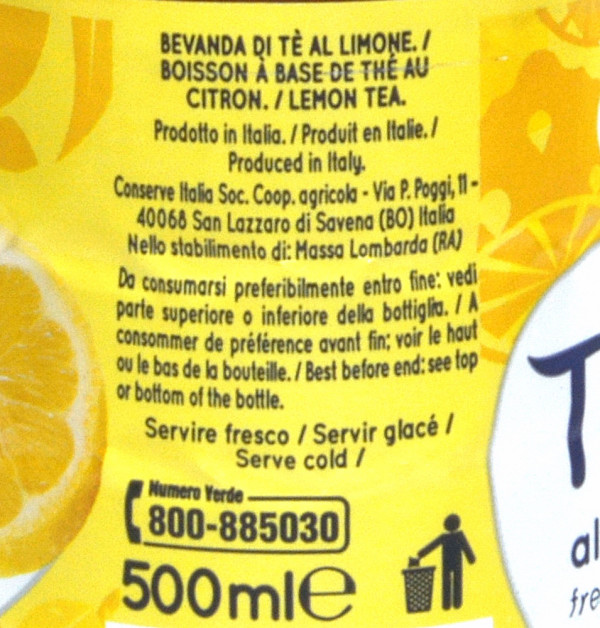 BEVANDA DI TÈ AL LIMONE. /
BOISSON À BASE DE THÉ AU
CITRON. / LEMON TEA.
Prodotto in Italia. / Produit en Italie. /
Produced in Italy.
Conserve Italia Soc. Coop. agricola - Via P. Poggi, 11 -
40068 San Lazzaro di Savena (BO) Italia
Nello stabilimento di: Massa Lombarda (RA)
Da consumarsi preferibilmente entro fine: vedi
parte superiore o inferiore della bottiglia. / A
consommer de préférence avant fin: voir le haut
ou le bas de la bouteille. / Best before end: see top
or bottom of the bottle.
Servire fresco / Servir glacé /
Serve cold /
Numero Verde
800-885030
500 ml e
T
al
fre